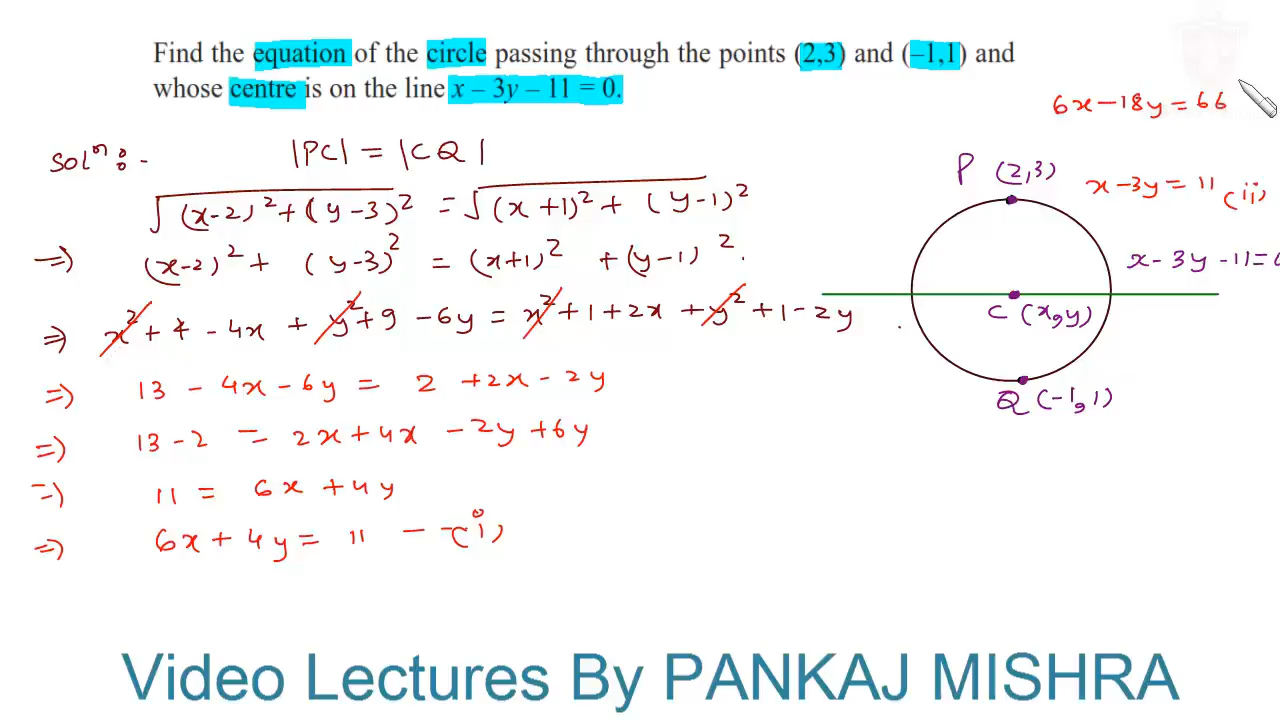 Find the equation of the circle passing through the points (2,3) and (–1,1) and
whose centre is on the line x – 3y – 11 = 0.
6x - 18y = 66
Solⁿ :- |PC| = |CQ|
P (2,3)
x - 3y = 11 (ii)
√(x-2)² + (y-3)² = √(x+1)² + (y-1)²
⇒ (x-2)² + (y-3)² = (x+1)² + (y-1)².
x - 3y - 11 = 0
C (x,y)
⇒ x² + 4 - 4x + y² + 9 - 6y = x² + 1 + 2x + y² + 1 - 2y
⇒ 13 - 4x - 6y = 2 + 2x - 2y
Q (-1,1)
⇒ 13 - 2 = 2x + 4x - 2y + 6y
⇒ 11 = 6x + 4y
⇒ 6x + 4y = 11 - (i)
Video Lectures By PANKAJ MISHRA